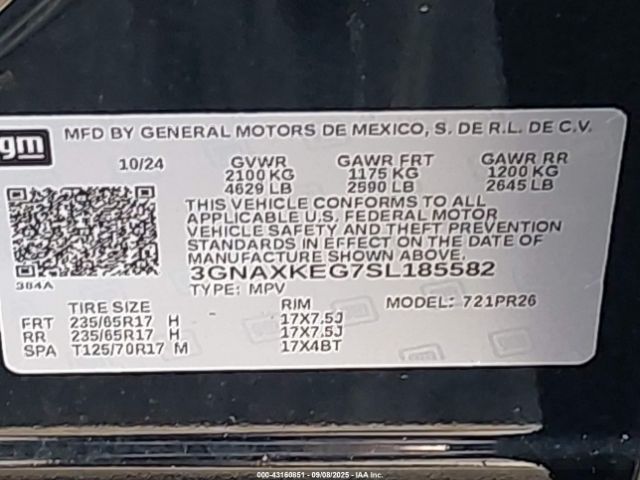 gm
MFD BY GENERAL MOTORS DE MEXICO, S. DE R.L. DE C.V.
10/24 GVWR GAWR FRT GAWR RR
2100 KG 1175 KG 1200 KG
4629 LB 2590 LB 2645 LB
THIS VEHICLE CONFORMS TO ALL
APPLICABLE U.S. FEDERAL MOTOR
VEHICLE SAFETY AND THEFT PREVENTION
STANDARDS IN EFFECT ON THE DATE OF
MANUFACTURE SHOWN ABOVE.
384A
3GNAXKEG7SL185582
TYPE: MPV MODEL: 721PR26
TIRE SIZE RIM
FRT 235/65R17 H 17X7.5J
RR 235/65R17 H 17X7.5J
SPA T125/70R17 M 17X4BT
© 2000-43160851 - 09/08/2025 - IAA Inc.